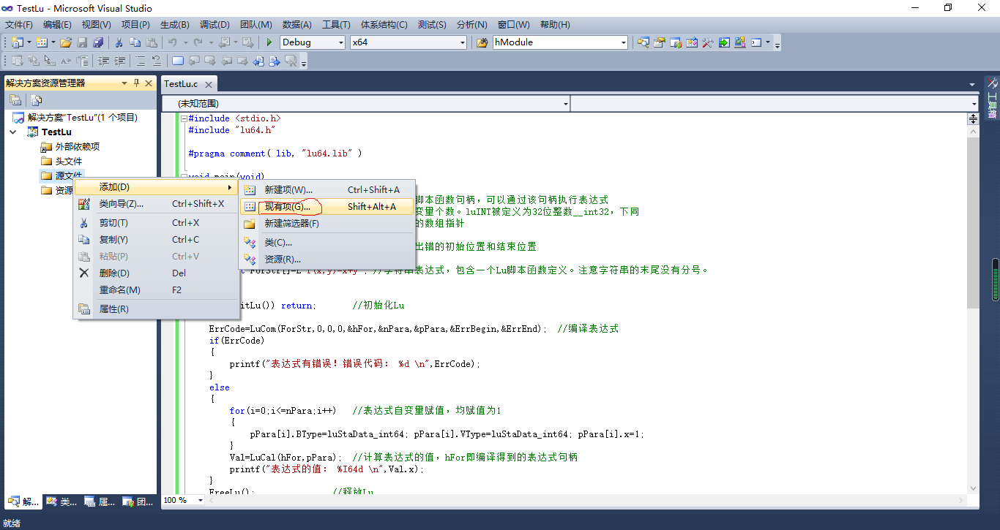 TestLu - Microsoft Visual Studio
文件(F) 编辑(E) 视图(V) 项目(P) 生成(B) 调试(D) 团队(M) 数据(A) 工具(T) 体系结构(C) 测试(S) 分析(N) 窗口(W) 帮助(H)
Debug x64 hModule
解决方案资源管理器
TestLu.c
(未知范围)
解决方案"TestLu"(1 个项目)
TestLu
外部依赖项
头文件
源文件
资源
添加(D)
类向导(Z)... Ctrl+Shift+X
剪切(T) Ctrl+X
复制(Y) Ctrl+C
粘贴(P) Ctrl+V
删除(D) Del
重命名(M) F2
属性(R)
新建项(W)... Ctrl+Shift+A
现有项(G)... Shift+Alt+A
新建筛选器(F)
类(C)...
资源(R)...
#include <stdio.h>
#include "lu64.h"
#pragma comment( lib, "lu64.lib" )
void main(void)
脚本函数句柄，可以通过该句柄执行表达式
变量个数。luINT被定义为32位整数__int32，下同
的数组指针
出错的初始位置和结束位置
t ForStr[]=L"f(x,y)=x+y"; //字符串表达式，包含一个Lu脚本函数定义。注意字符串的末尾没有分号。
itLu()) return; //初始化Lu
ErrCode=LuCom(ForStr,0,0,0,&hFor,&nPara,&pPara,&ErrBegin,&ErrEnd); //编译表达式
if(ErrCode)
{
printf("表达式有错误！错误代码： %d \n",ErrCode);
}
else
{
for(i=0;i<=nPara;i++) //表达式自变量赋值，均赋值为1
{
pPara[i].BType=luStaData_int64; pPara[i].VType=luStaData_int64; pPara[i].x=1;
}
Val=LuCal(hFor,pPara); //计算表达式的值，hFor即编译得到的表达式句柄
printf("表达式的值： %I64d \n",Val.x);
}
FreeLu(); //释放Lu
100 %
解... 类... 属... 团...
就绪
工具箱